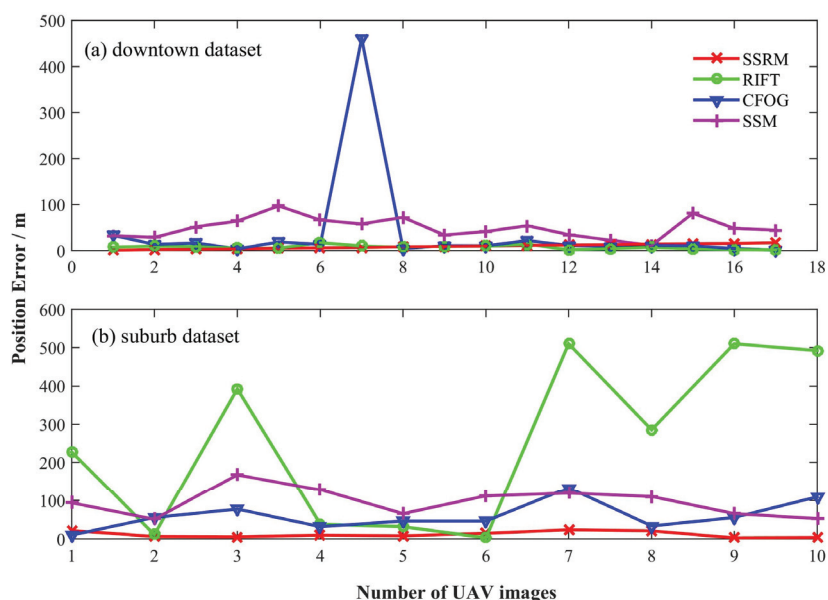 Position Error / m
500
400
300
200
100
0
(a) downtown dataset
SSRM
RIFT
CFOG
SSM
0 2 4 6 8 10 12 14 16 18
600
500
400
300
200
100
0
(b) suburb dataset
1 2 3 4 5 6 7 8 9 10
Number of UAV images